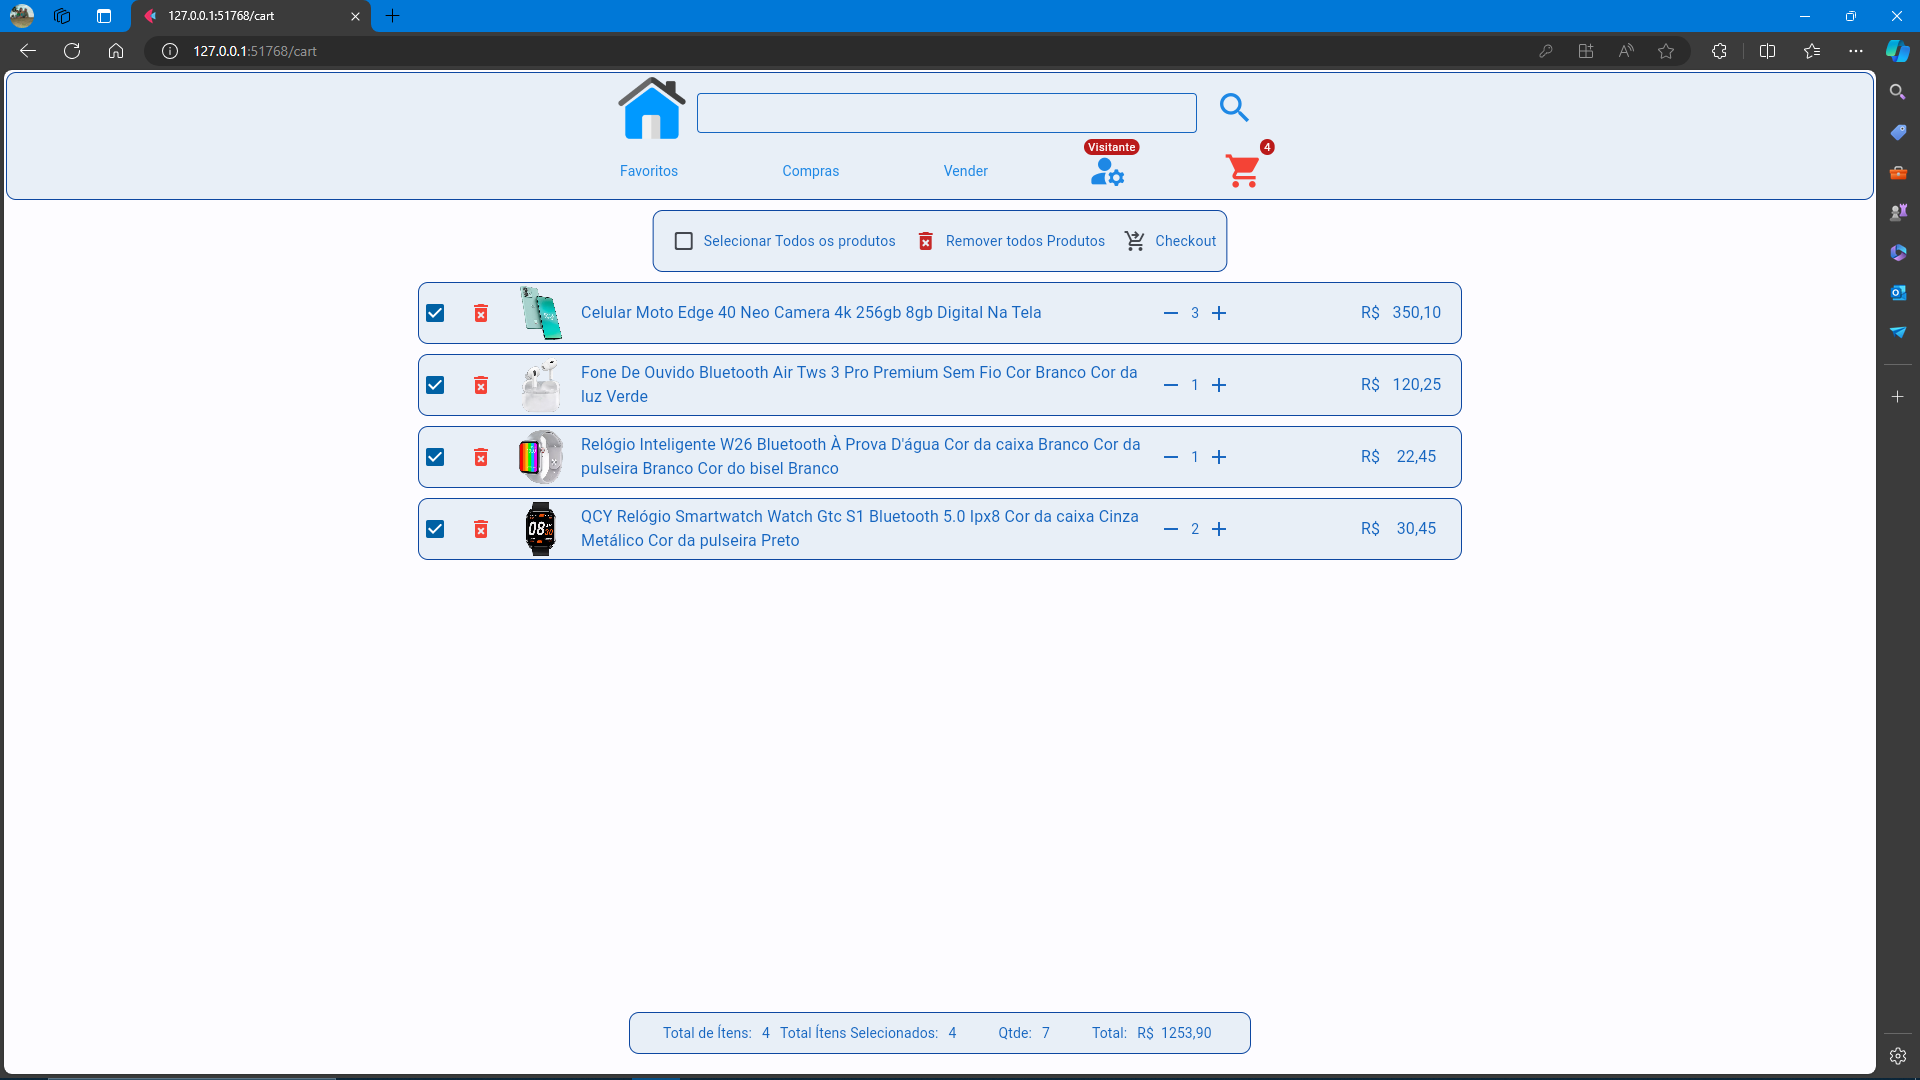 127.0.0.1:51768/cart
127.0.0.1:51768/cart
Visitante
4
Favoritos Compras Vender
Selecionar Todos os produtos Remover todos Produtos Checkout
Celular Moto Edge 40 Neo Camera 4k 256gb 8gb Digital Na Tela 3 R$ 350,10
Fone De Ouvido Bluetooth Air Tws 3 Pro Premium Sem Fio Cor Branco Cor da
luz Verde
1 R$ 120,25
Relógio Inteligente W26 Bluetooth À Prova D'água Cor da caixa Branco Cor da
pulseira Branco Cor do bisel Branco
1 R$ 22,45
QCY Relógio Smartwatch Watch Gtc S1 Bluetooth 5.0 Ipx8 Cor da caixa Cinza
Metálico Cor da pulseira Preto
2 R$ 30,45
Total de Ítens: 4 Total Ítens Selecionados: 4 Qtde: 7 Total: R$ 1253,90